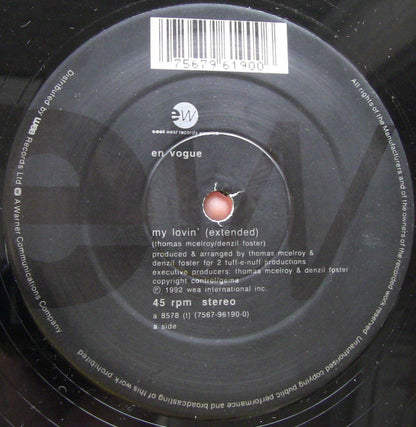 75679 61900
ew
east west records america
en vogue
my lovin' (extended)
(thomas mcelroy/denzil foster)
produced & arranged by thomas mcelroy &
denzil foster for 2 tuff-e-nuff productions
executive producers: thomas mcelroy & denzil foster
copyright control/gema
℗ 1992 wea international inc.
45 rpm stereo
a 8578 (t) (7567-96190-0)
a side
ew
All rights of the Manufacturers and of the owners of the recorded work reserved Unauthorised copying public performance and broadcasting of this work prohibited
Distributed by wea Records Ltd A Warner Communications Company